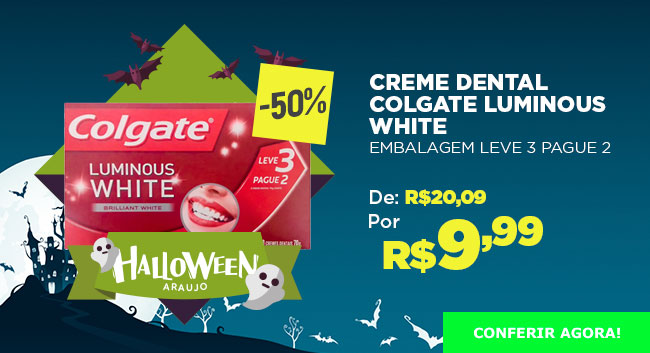 -50%
Colgate
LUMINOUS
WHITE
BRILLIANT WHITE
LEVE 3
PAGUE 2
HALLOWEEN
ARAUJO
CREME DENTAL
COLGATE LUMINOUS
WHITE
EMBALAGEM LEVE 3 PAGUE 2
De: R$20,09
Por
R$9,99
CONFERIR AGORA!